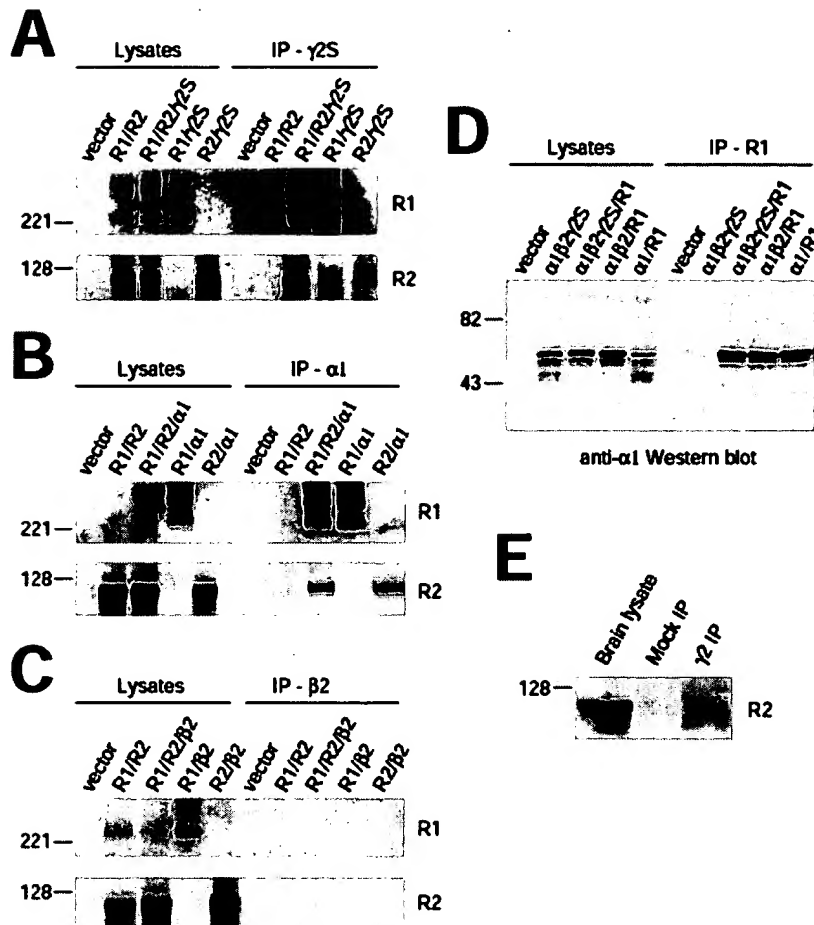 A
Lysates IP - γ2S
vector R1/R2 R1/R2/γ2S R1/γ2S R2/γ2S vector R1/R2 R1/R2/γ2S R1/γ2S R2/γ2S
R1
221
128
R2
B
Lysates IP - α1
vector R1/R2 R1/R2/α1 R1/α1 R2/α1 vector R1/R2 R1/R2/α1 R1/α1 R2/α1
R1
221
128
R2
C
Lysates IP - β2
vector R1/R2 R1/R2/β2 R1/β2 R2/β2 vector R1/R2 R1/R2/β2 R1/β2 R2/β2
R1
221
128
R2
D
Lysates IP - R1
vector α1β2γ2S α1β2γ2S/R1 α1β2/R1 α1/R1 vector α1β2γ2S α1β2γ2S/R1 α1β2/R1 α1/R1
82
43
anti-α1 Western blot
E
Brain lysate Mock IP γ2 IP
128
R2